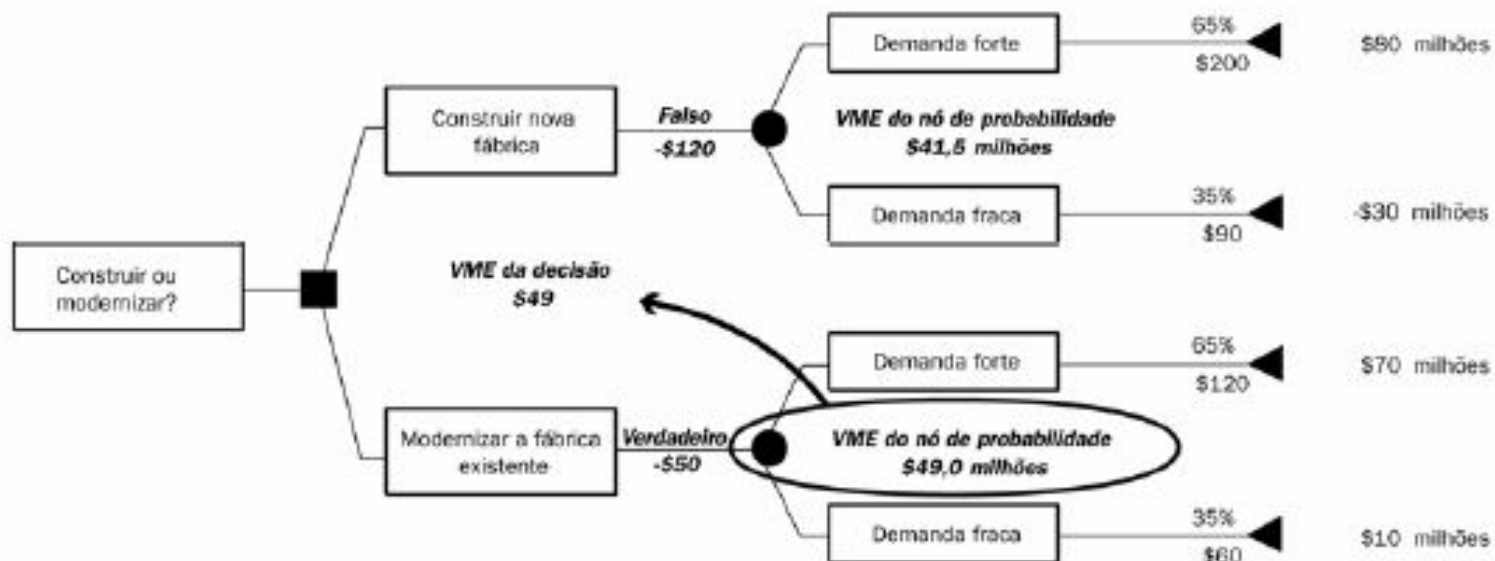 65%
Demanda forte
$200
$80 milhões
Construir nova
fábrica
Falso
-$120
VME do nó de probabilidade
$41,5 milhões
35%
Demanda fraca
$90
-$30 milhões
Construir ou
modernizar?
VME da decisão
$49
65%
Demanda forte
$120
$70 milhões
Modernizar a fábrica
existente
Verdadeiro
-$50
VME do nó de probabilidade
$49,0 milhões
35%
Demanda fraca
$60
$10 milhões